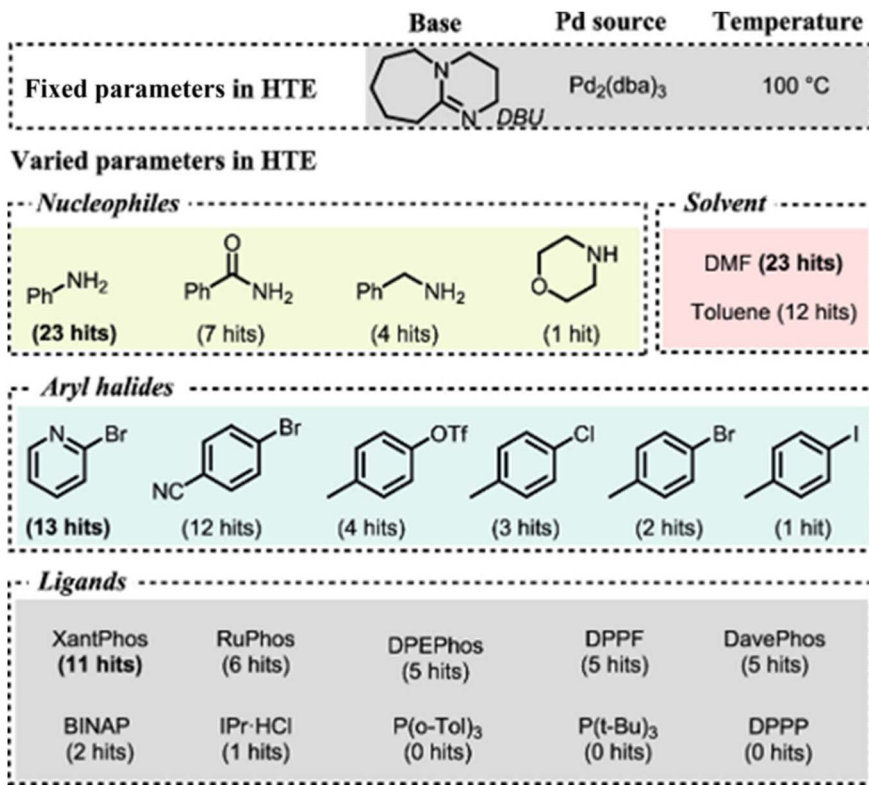 Base Pd source Temperature
Fixed parameters in HTE
N
N DBU
Pd₂(dba)₃
100 °C
Varied parameters in HTE
Nucleophiles
Ph NH₂
(23 hits)
O
Ph NH₂
(7 hits)
Ph NH₂
(4 hits)
NH
O
(1 hit)
Solvent
DMF (23 hits)
Toluene (12 hits)
Aryl halides
N Br
(13 hits)
Br
NC
(12 hits)
OTf
(4 hits)
Cl
(3 hits)
Br
(2 hits)
I
(1 hit)
Ligands
XantPhos
(11 hits)
RuPhos
(6 hits)
DPEPhos
(5 hits)
DPPF
(5 hits)
DavePhos
(5 hits)
BINAP
(2 hits)
IPr·HCl
(1 hits)
P(o-Tol)₃
(0 hits)
P(t-Bu)₃
(0 hits)
DPPP
(0 hits)